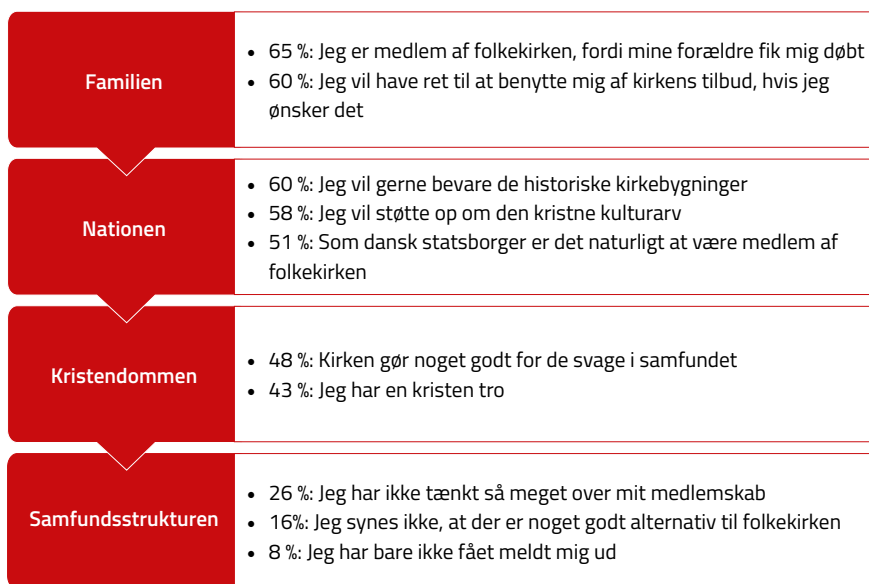 Familien
• 65 %: Jeg er medlem af folkekirken, fordi mine forældre fik mig døbt
• 60 %: Jeg vil have ret til at benytte mig af kirkens tilbud, hvis jeg
ønsker det
Nationen
• 60 %: Jeg vil gerne bevare de historiske kirkebygninger
• 58 %: Jeg vil støtte op om den kristne kulturarv
• 51 %: Som dansk statsborger er det naturligt at være medlem af
folkekirken
Kristendommen
• 48 %: Kirken gør noget godt for de svage i samfundet
• 43 %: Jeg har en kristen tro
Samfundsstrukturen
• 26 %: Jeg har ikke tænkt så meget over mit medlemskab
• 16%: Jeg synes ikke, at der er noget godt alternativ til folkekirken
• 8 %: Jeg har bare ikke fået meldt mig ud